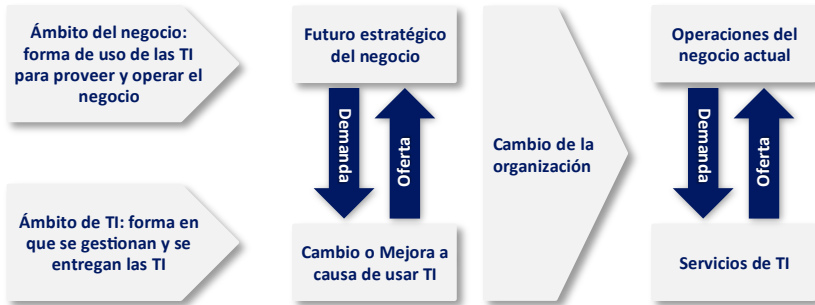 Ámbito del negocio:
forma de uso de las TI
para proveer y operar el
negocio
Futuro estratégico
del negocio
Operaciones del
negocio actual
Demanda
Oferta
Cambio de la
organización
Demanda
Oferta
Ámbito de TI: forma en
que se gestionan y se
entregan las TI
Cambio o Mejora a
causa de usar TI
Servicios de TI